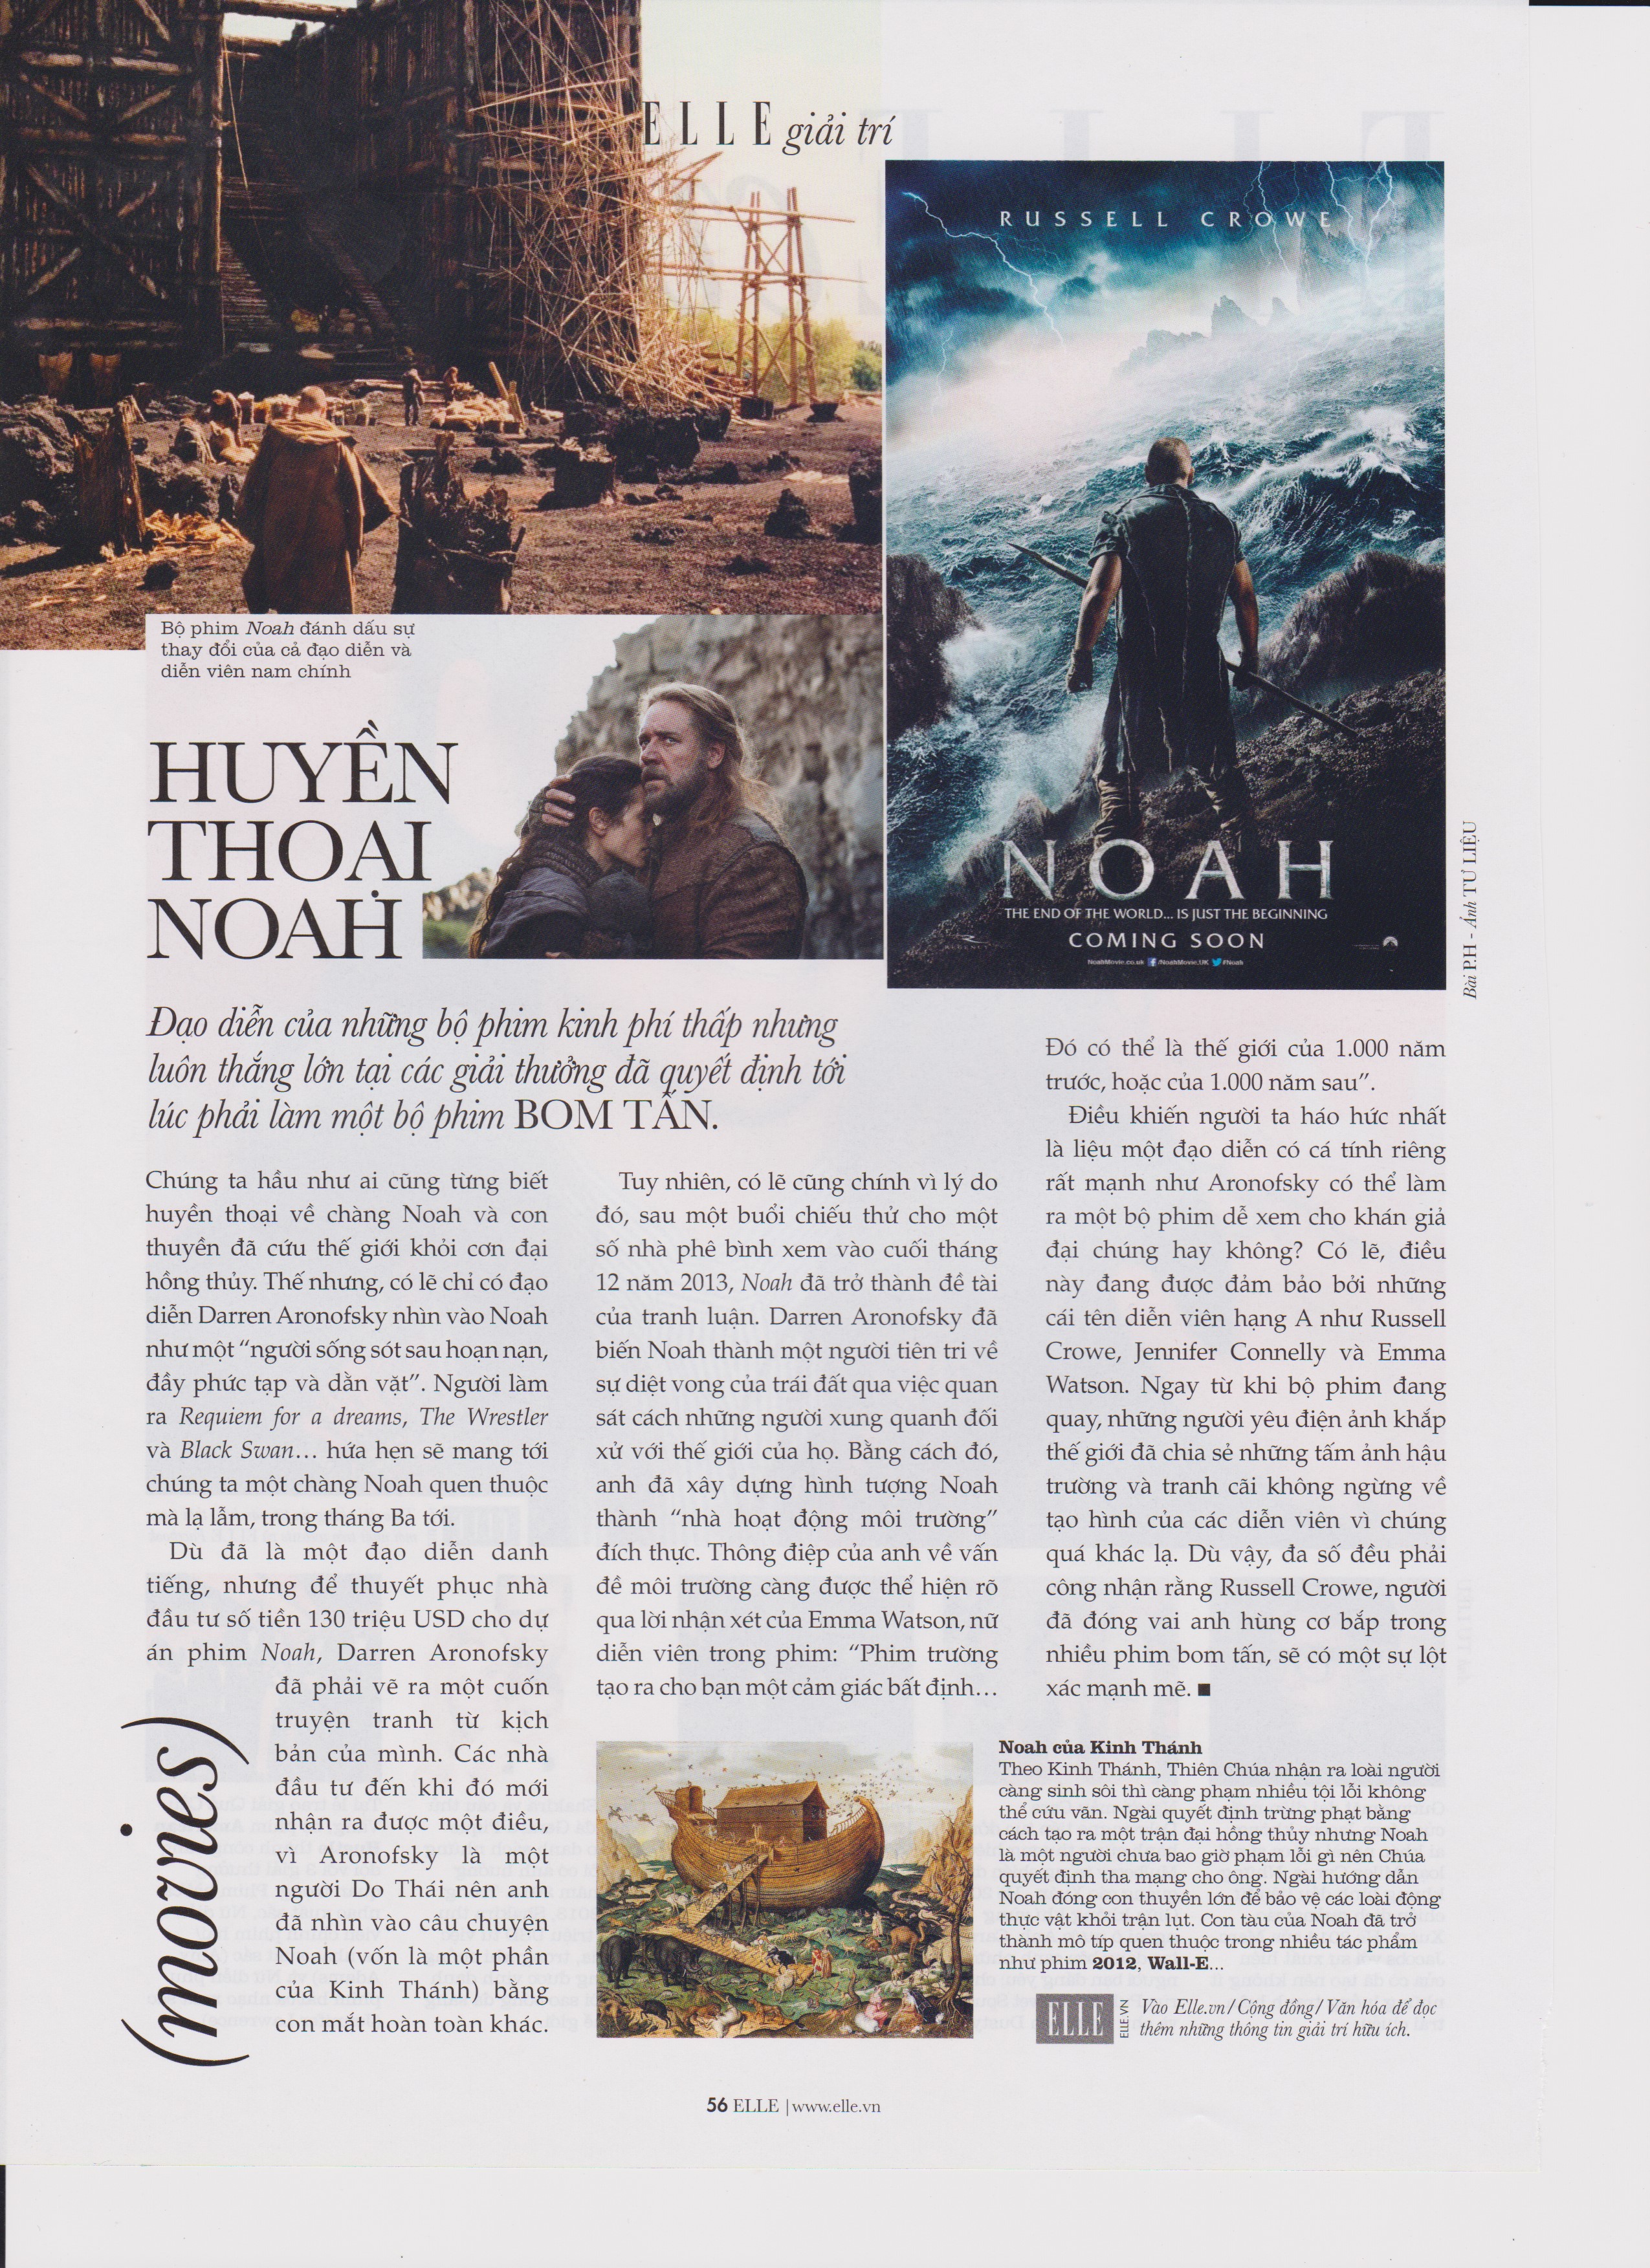 ELLE giải trí
RUSSELL CROWE
NOAH
THE END OF THE WORLD... IS JUST THE BEGINNING
COMING SOON
NoahMovie.co.uk /NoahMovie.UK #Noah
Bài P.H - Ảnh TƯ LIỆU
Bộ phim Noah đánh dấu sự
thay đổi của cả đạo diễn và
diễn viên nam chính
HUYỀN
THOẠI
NOAH
Đạo diễn của những bộ phim kinh phí thấp nhưng
luôn thắng lớn tại các giải thưởng đã quyết định tới
lúc phải làm một bộ phim BOM TẤN.
Chúng ta hầu như ai cũng từng biết
huyền thoại về chàng Noah và con
thuyền đã cứu thế giới khỏi cơn đại
hồng thủy. Thế nhưng, có lẽ chỉ có đạo
diễn Darren Aronofsky nhìn vào Noah
như một “người sống sót sau hoạn nạn,
đầy phức tạp và dằn vặt”. Người làm
ra Requiem for a dreams, The Wrestler
và Black Swan… hứa hẹn sẽ mang tới
chúng ta một chàng Noah quen thuộc
mà lạ lẫm, trong tháng Ba tới.
Dù đã là một đạo diễn danh
tiếng, nhưng để thuyết phục nhà
đầu tư số tiền 130 triệu USD cho dự
án phim Noah, Darren Aronofsky
đã phải vẽ ra một cuốn
truyện tranh từ kịch
bản của mình. Các nhà
đầu tư đến khi đó mới
nhận ra được một điều,
vì Aronofsky là một
người Do Thái nên anh
đã nhìn vào câu chuyện
Noah (vốn là một phần
của Kinh Thánh) bằng
con mắt hoàn toàn khác.
(movies)
Tuy nhiên, có lẽ cũng chính vì lý do
đó, sau một buổi chiếu thử cho một
số nhà phê bình xem vào cuối tháng
12 năm 2013, Noah đã trở thành đề tài
của tranh luận. Darren Aronofsky đã
biến Noah thành một người tiên tri về
sự diệt vong của trái đất qua việc quan
sát cách những người xung quanh đối
xử với thế giới của họ. Bằng cách đó,
anh đã xây dựng hình tượng Noah
thành “nhà hoạt động môi trường”
đích thực. Thông điệp của anh về vấn
đề môi trường càng được thể hiện rõ
qua lời nhận xét của Emma Watson, nữ
diễn viên trong phim: “Phim trường
tạo ra cho bạn một cảm giác bất định…
Đó có thể là thế giới của 1.000 năm
trước, hoặc của 1.000 năm sau”.
Điều khiến người ta háo hức nhất
là liệu một đạo diễn có cá tính riêng
rất mạnh như Aronofsky có thể làm
ra một bộ phim dễ xem cho khán giả
đại chúng hay không? Có lẽ, điều
này đang được đảm bảo bởi những
cái tên diễn viên hạng A như Russell
Crowe, Jennifer Connelly và Emma
Watson. Ngay từ khi bộ phim đang
quay, những người yêu điện ảnh khắp
thế giới đã chia sẻ những tấm ảnh hậu
trường và tranh cãi không ngừng về
tạo hình của các diễn viên vì chúng
quá khác lạ. Dù vậy, đa số đều phải
công nhận rằng Russell Crowe, người
đã đóng vai anh hùng cơ bắp trong
nhiều phim bom tấn, sẽ có một sự lột
xác mạnh mẽ. ■
Noah của Kinh Thánh
Theo Kinh Thánh, Thiên Chúa nhận ra loài người
càng sinh sôi thì càng phạm nhiều tội lỗi không
thể cứu vãn. Ngài quyết định trừng phạt bằng
cách tạo ra một trận đại hồng thủy nhưng Noah
là một người chưa bao giờ phạm lỗi gì nên Chúa
quyết định tha mạng cho ông. Ngài hướng dẫn
Noah đóng con thuyền lớn để bảo vệ các loài động
thực vật khỏi trận lụt. Con tàu của Noah đã trở
thành mô típ quen thuộc trong nhiều tác phẩm
như phim 2012, Wall-E...
ELLE
ELLE.VN
Vào Elle.vn/Cộng đồng/Văn hóa để đọc
thêm những thông tin giải trí hữu ích.
56 ELLE | www.elle.vn